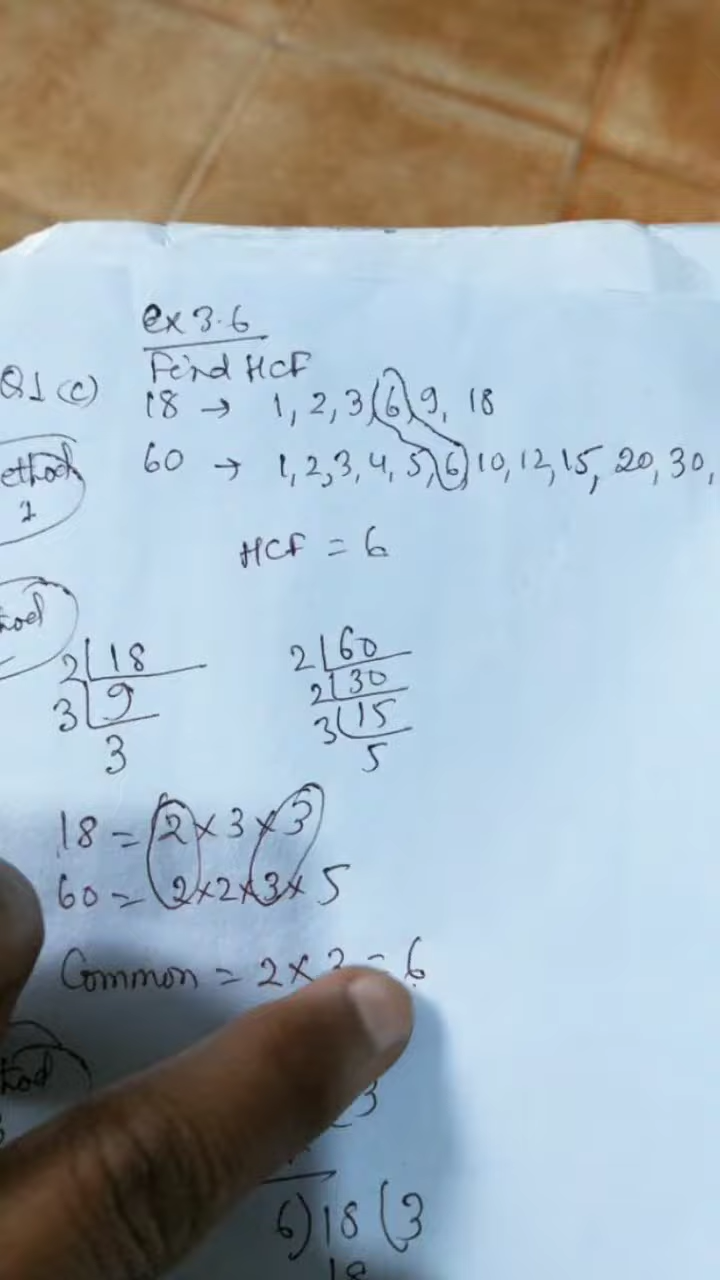 ex 3.6
Find HCF
Q1 (c)
18 → 1, 2, 3, 6, 9, 18
60 → 1, 2, 3, 4, 5, 6, 10, 12, 15, 20, 30,
1
HCF = 6
2 18
3 9
3
2 60
2 30
3 15
5
18 = 2 × 3 × 3
60 = 2 × 2 × 3 × 5
Common = 2 × 3 = 6
3
6) 18 (3
18